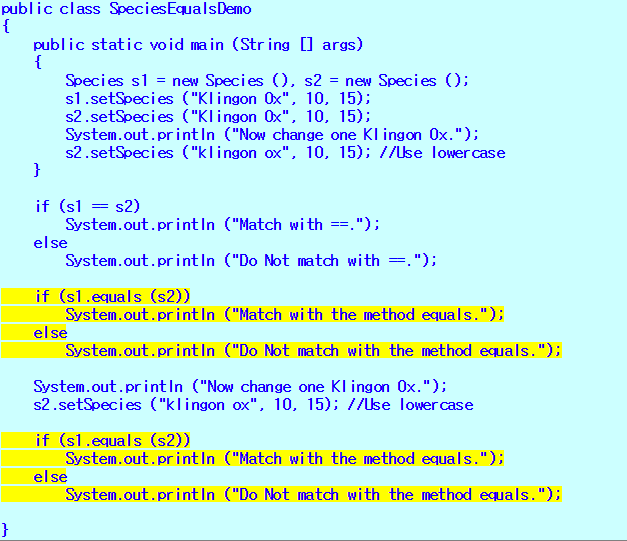 public class SpeciesEqualsDemo
{
    public static void main (String [] args)
    {
        Species s1 = new Species (), s2 = new Species ();
        s1.setSpecies ("Klingon Ox", 10, 15);
        s2.setSpecies ("Klingon Ox", 10, 15);
        System.out.println ("Now change one Klingon Ox.");
        s2.setSpecies ("klingon ox", 10, 15); //Use lowercase
    }
    if (s1 == s2)
        System.out.println ("Match with ==.");
    else
        System.out.println ("Do Not match with ==.");
    if (s1.equals (s2))
        System.out.println ("Match with the method equals.");
    else
        System.out.println ("Do Not match with the method equals.");
    System.out.println ("Now change one Klingon Ox.");
    s2.setSpecies ("klingon ox", 10, 15); //Use lowercase
    if (s1.equals (s2))
        System.out.println ("Match with the method equals.");
    else
        System.out.println ("Do Not match with the method equals.");
}